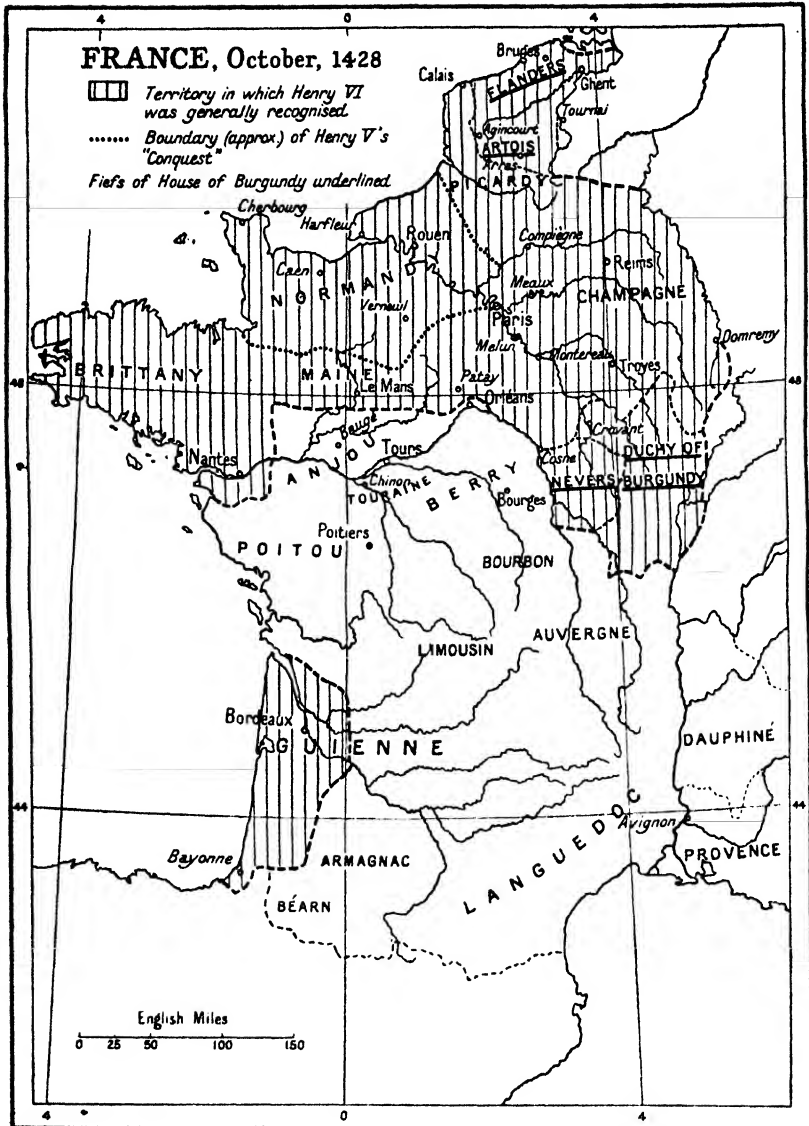 4 0 4
FRANCE, October, 1428
Territory in which Henry VI
was generally recognised
Boundary (approx.) of Henry V's
"Conquest"
Fiefs of House of Burgundy underlined
Bruges
Calais
FLANDERS
Ghent
Tournai
Agincourt
ARTOIS
Arras
PICARDY
Cherbourg
Harfleur
Rouen
Compiègne
Caen
Reims
NORMAND
Meaux
CHAMPAGNE
Verneuil
Paris
Melun
Domremy
Montereau
BRITTANY
MAINE
Troyes
48
48
Le Mans
Patay
Orléans
Baugé
Cravant
Nantes
ANJOU
Tours
Cosne
DUCHY OF
Chinon
TOURAINE
BERRY
NEVERS
BURGUNDY
Bourges
Poitiers
POITOU
BOURBON
LIMOUSIN
AUVERGNE
Bordeaux
GUIENNE
DAUPHINÉ
44
44
LANGUEDOC
Avignon
Bayonne
ARMAGNAC
PROVENCE
BÉARN
English Miles
0 25 50 100 150
4 0 4